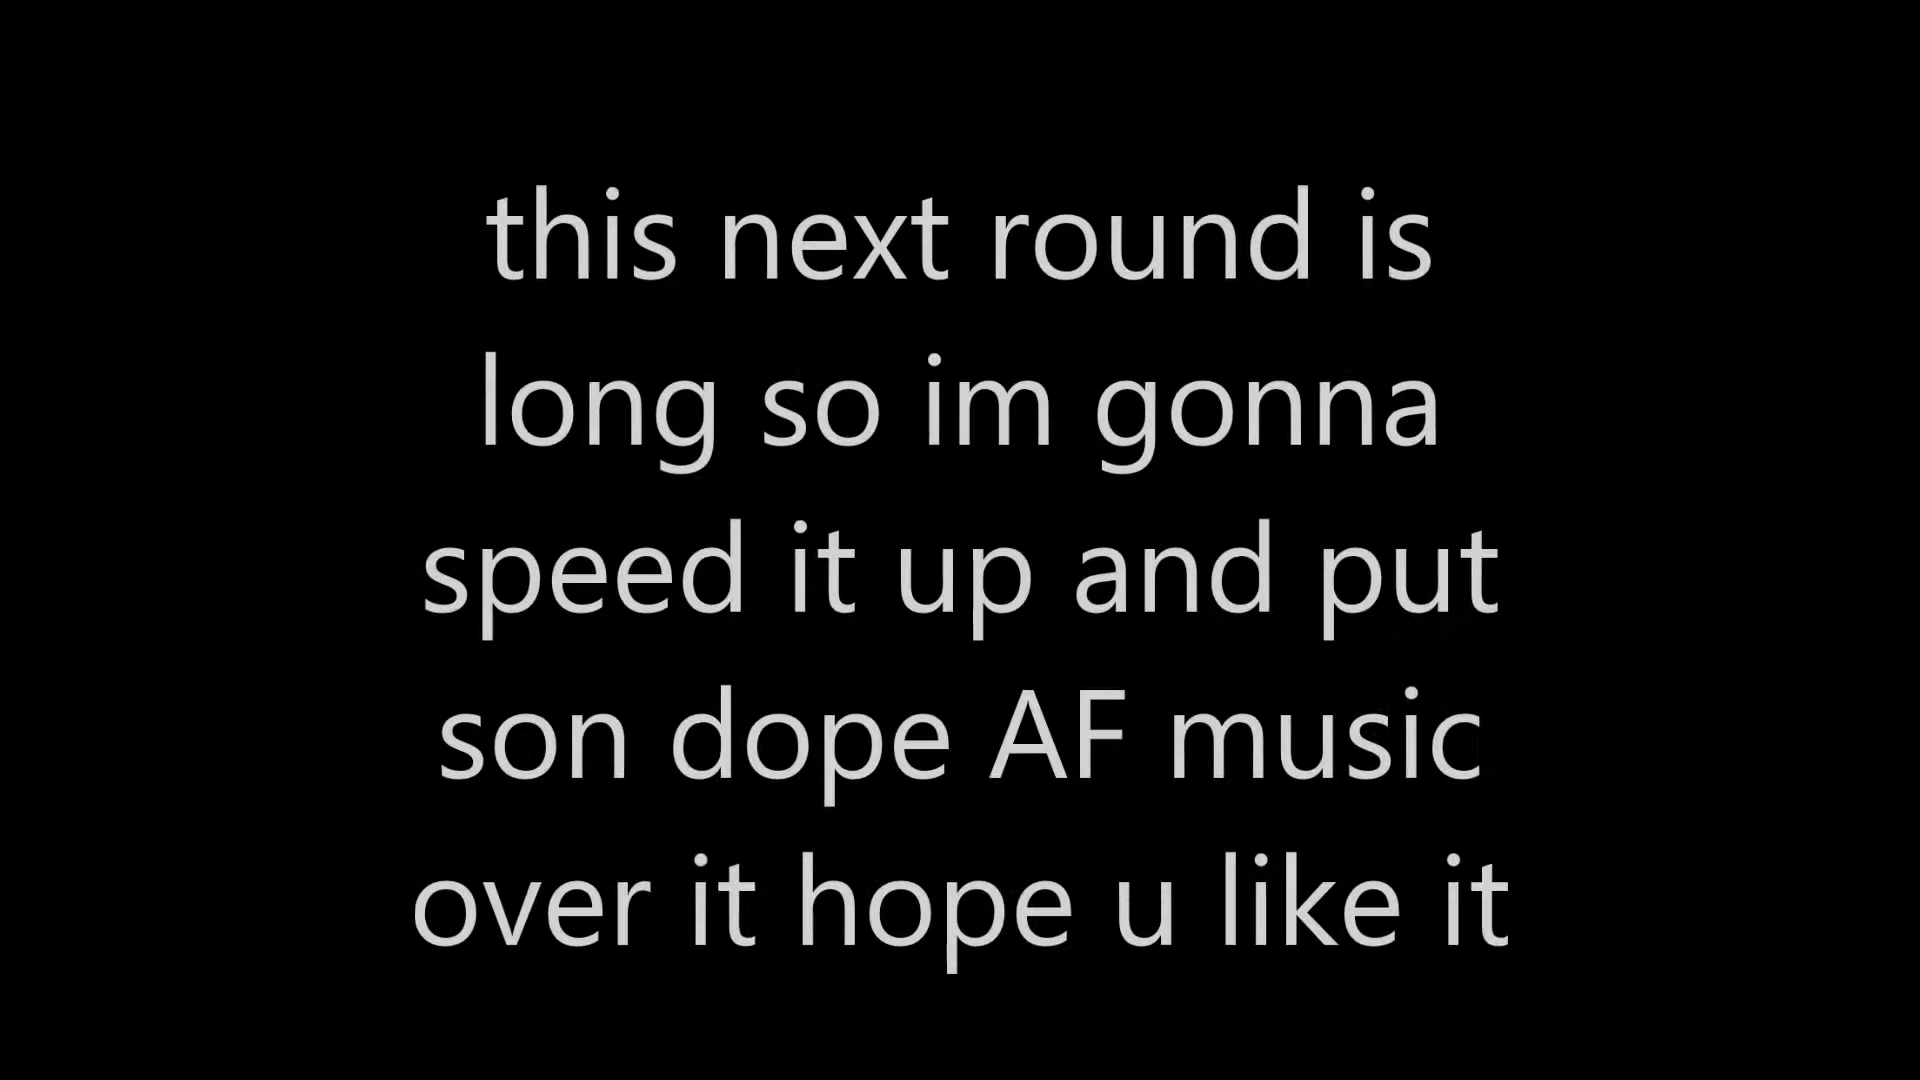 this next round is
long so im gonna
speed it up and put
son dope AF music
over it hope u like it